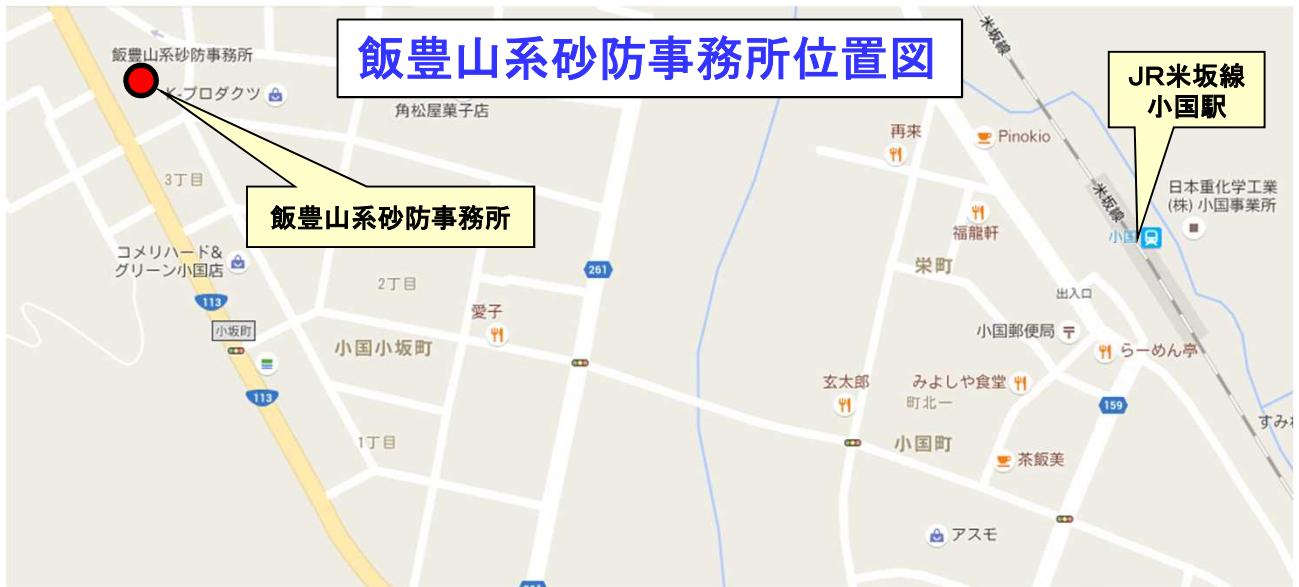 飯豊山系砂防事務所位置図
米坂線
飯豊山系砂防事務所
K-プロダクツ
角松屋菓子店
JR米坂線
小国駅
再来
Pinokio
3丁目
飯豊山系砂防事務所
米坂線
日本重化学工業
(株) 小国事業所
福龍軒
小国
コメリハード&
グリーン小国店
261
栄町
2丁目
113
出入口
愛子
小坂町
小国小坂町
小国郵便局
らーめん亭
113
玄太郎
みよしや食堂
町北一
159
1丁目
小国町
茶飯美
アスモ